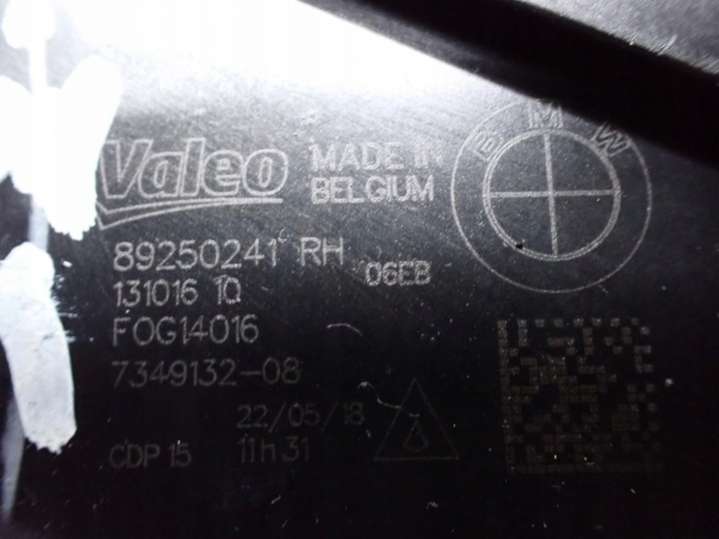 Valeo
MADE IN
BELGIUM
BMW
89250241 RH
06EB
131016 10
FOG14016
7349132-08
22/05/18
CDP 15
11h31